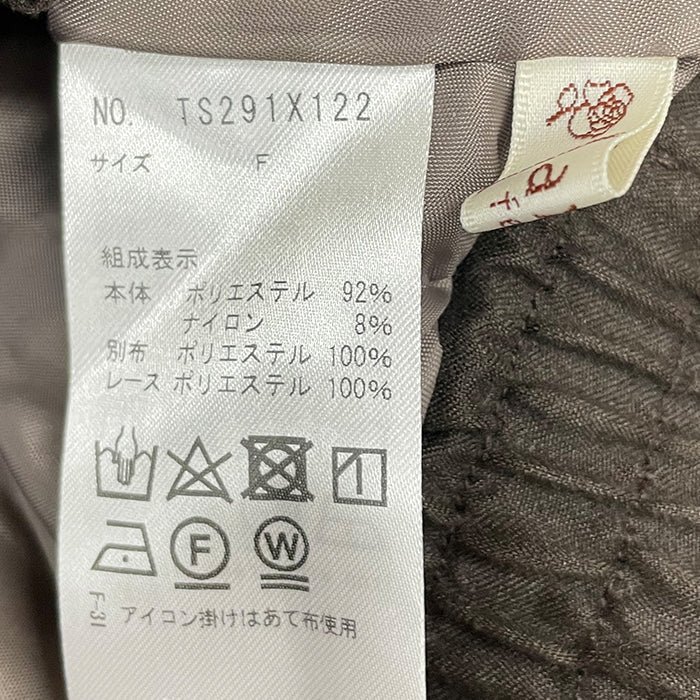 NO. TS291X122
サイズ F
組成表示
本体 ポリエステル 92%
ナイロン 8%
別布 ポリエステル 100%
レース ポリエステル 100%
F
W
F-31
アイコン掛けはあて布使用